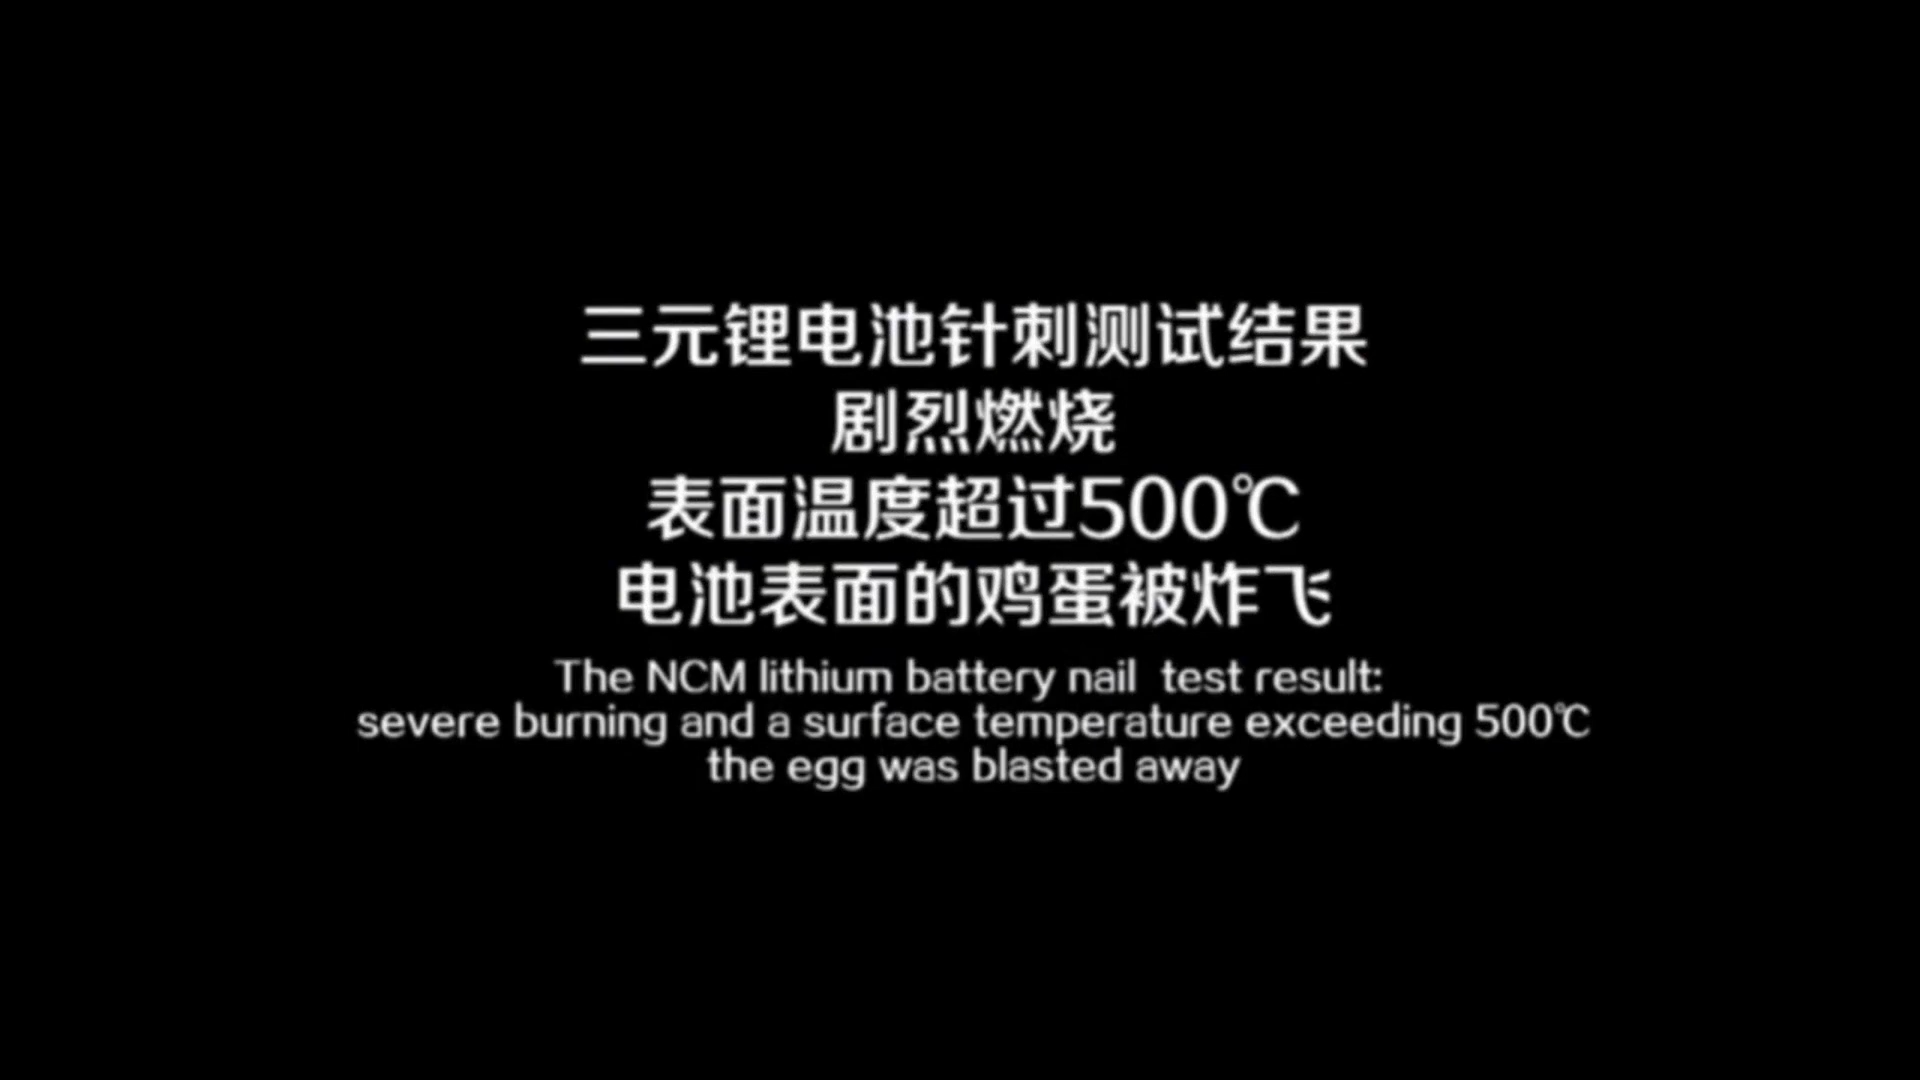 三元锂电池针刺测试结果
剧烈燃烧
表面温度超过500℃
电池表面的鸡蛋被炸飞
The NCM lithium battery nail  test result:
severe burning and a surface temperature exceeding 500℃
the egg was blasted away